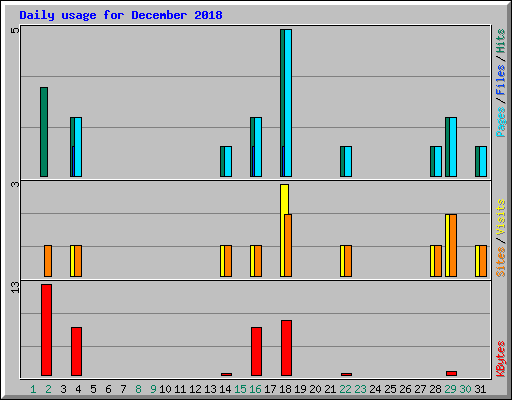 Daily usage for December 2018
5
3
13
Pages / Files / Hits
Sites / Visits
KBytes
1 2 3 4 5 6 7 8 9 10 11 12 13 14 15 16 17 18 19 20 21 22 23 24 25 26 27 28 29 30 31